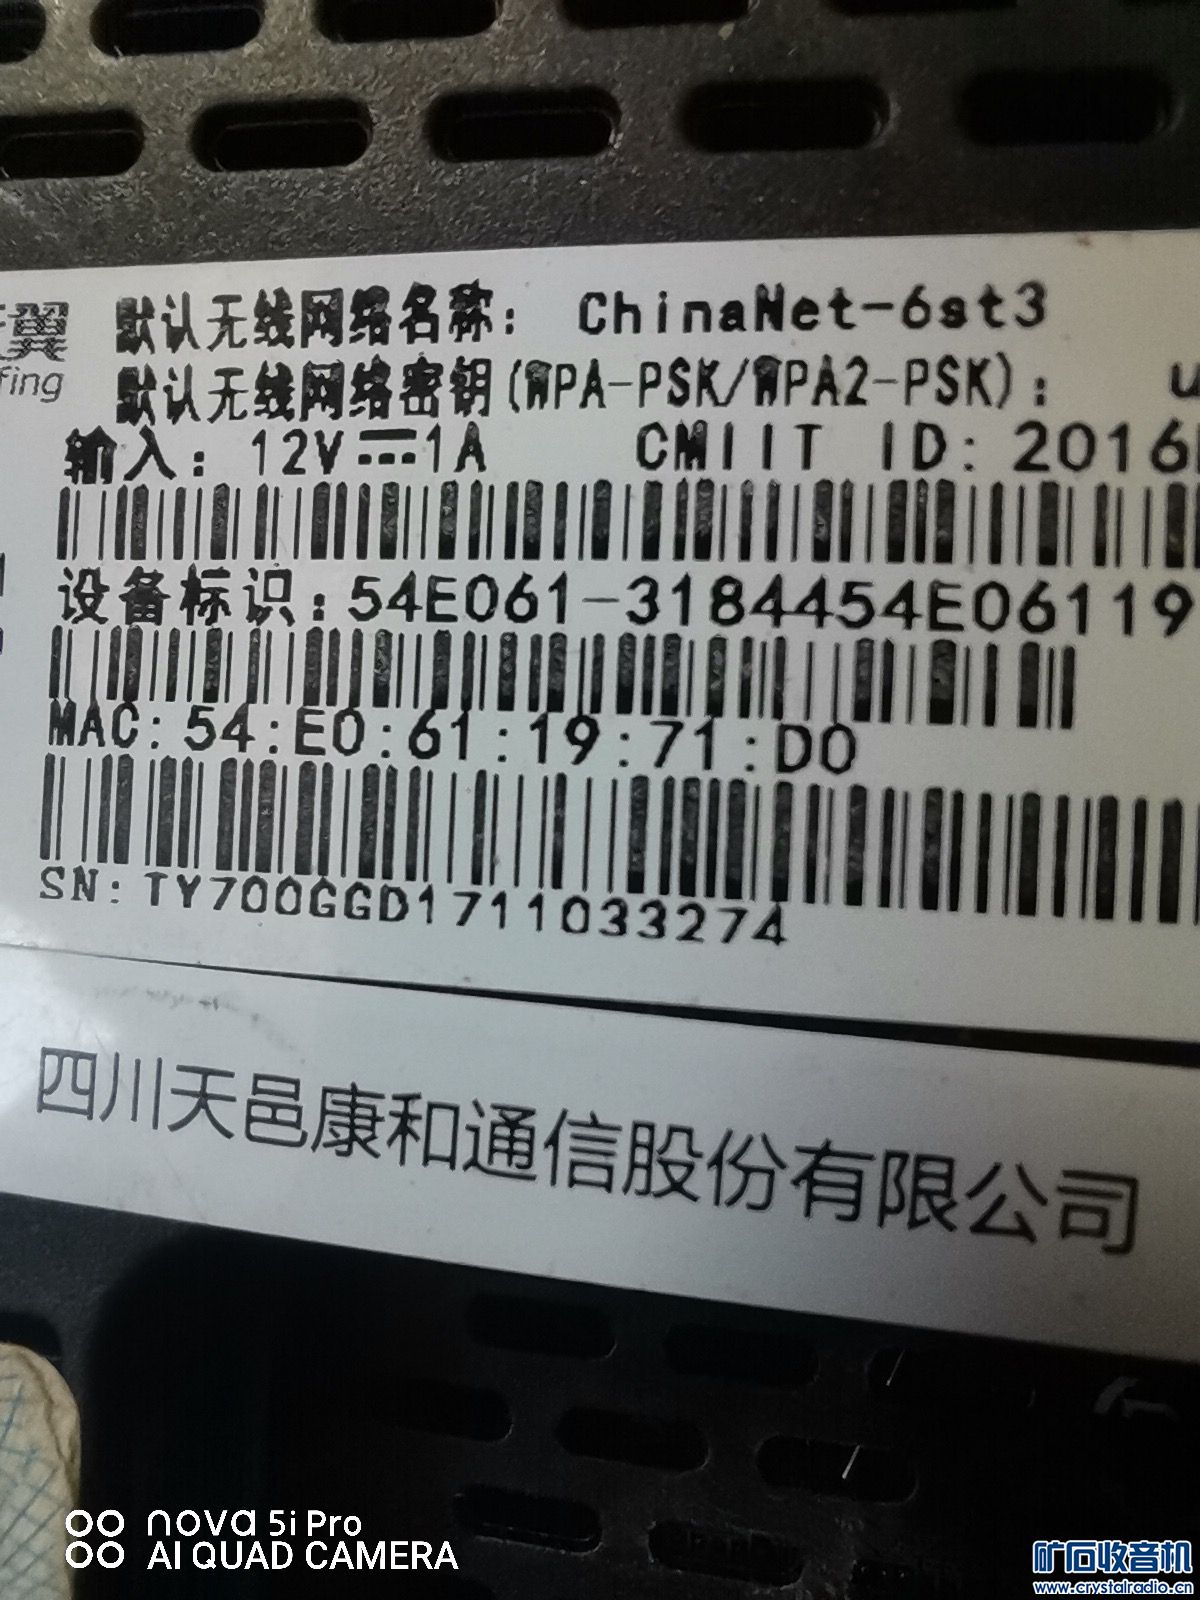 翼
fing
默认无线网络名称： ChinaNet-6st3
默认无线网络密钥(WPA-PSK/WPA2-PSK)： u
输入：12V⎓1A CMIIT ID: 2016
设备标识：54E061-3184454E06119
MAC: 54:E0:61:19:71:D0
SN: TY700GGD1711033274
四川天邑康和通信股份有限公司
nova 5i Pro
AI QUAD CAMERA
矿石收音机
www.crystalradio.cn